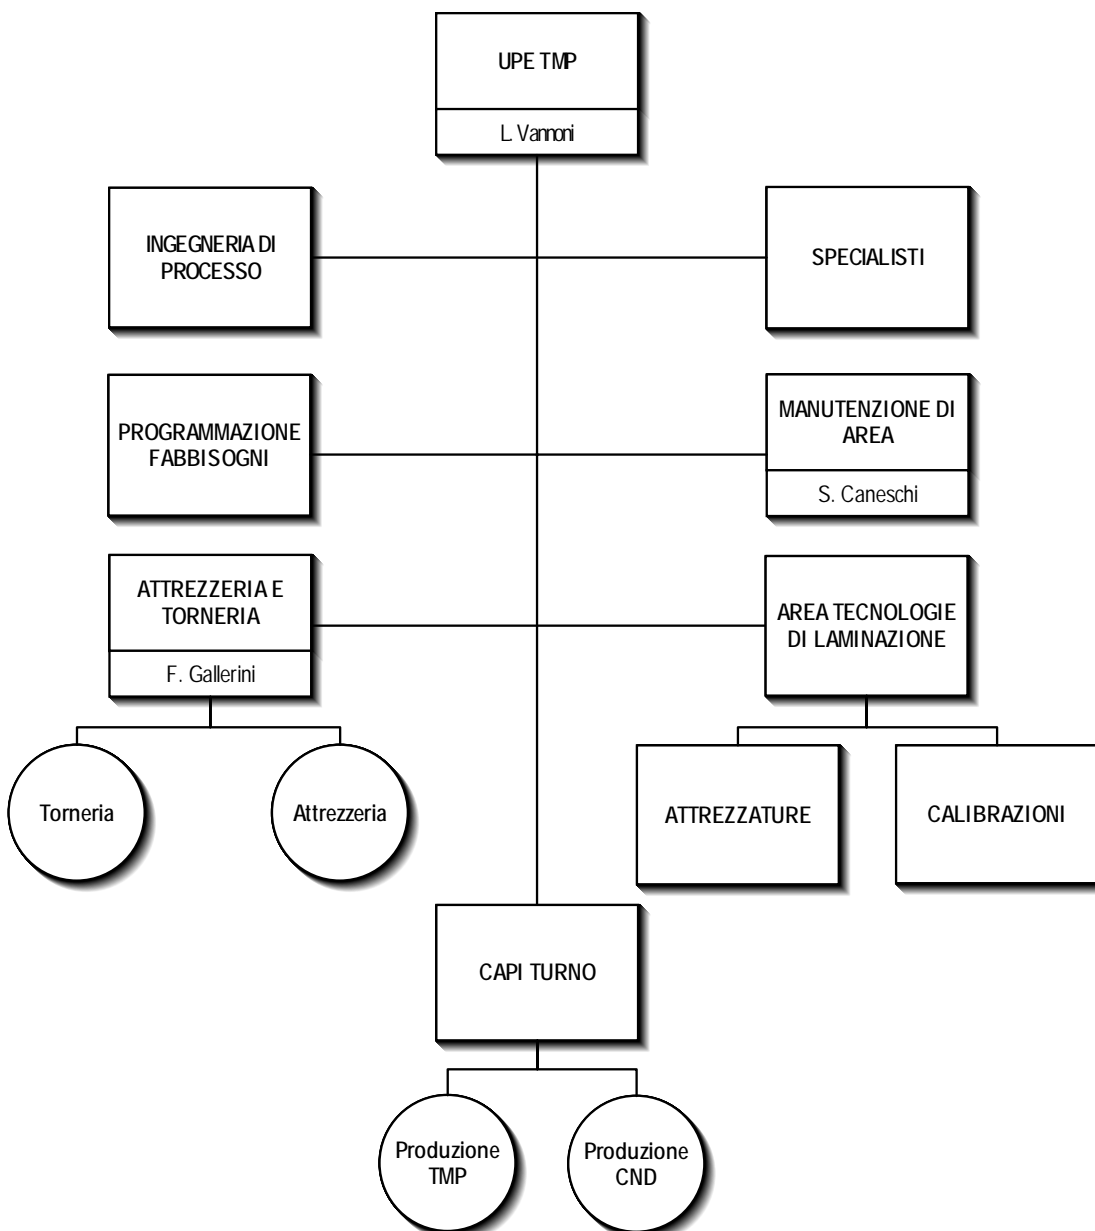 UPE TMP
L. Vannoni
INGEGNERIA DI
PROCESSO
SPECIALISTI
PROGRAMMAZIONE
FABBISOGNI
MANUTENZIONE DI
AREA
S. Caneschi
ATTREZZERIA E
TORNERIA
F. Gallerini
AREA TECNOLOGIE
DI LAMINAZIONE
Torneria
Attrezzeria
ATTREZZATURE
CALIBRAZIONI
CAPI TURNO
Produzione
TMP
Produzione
CND